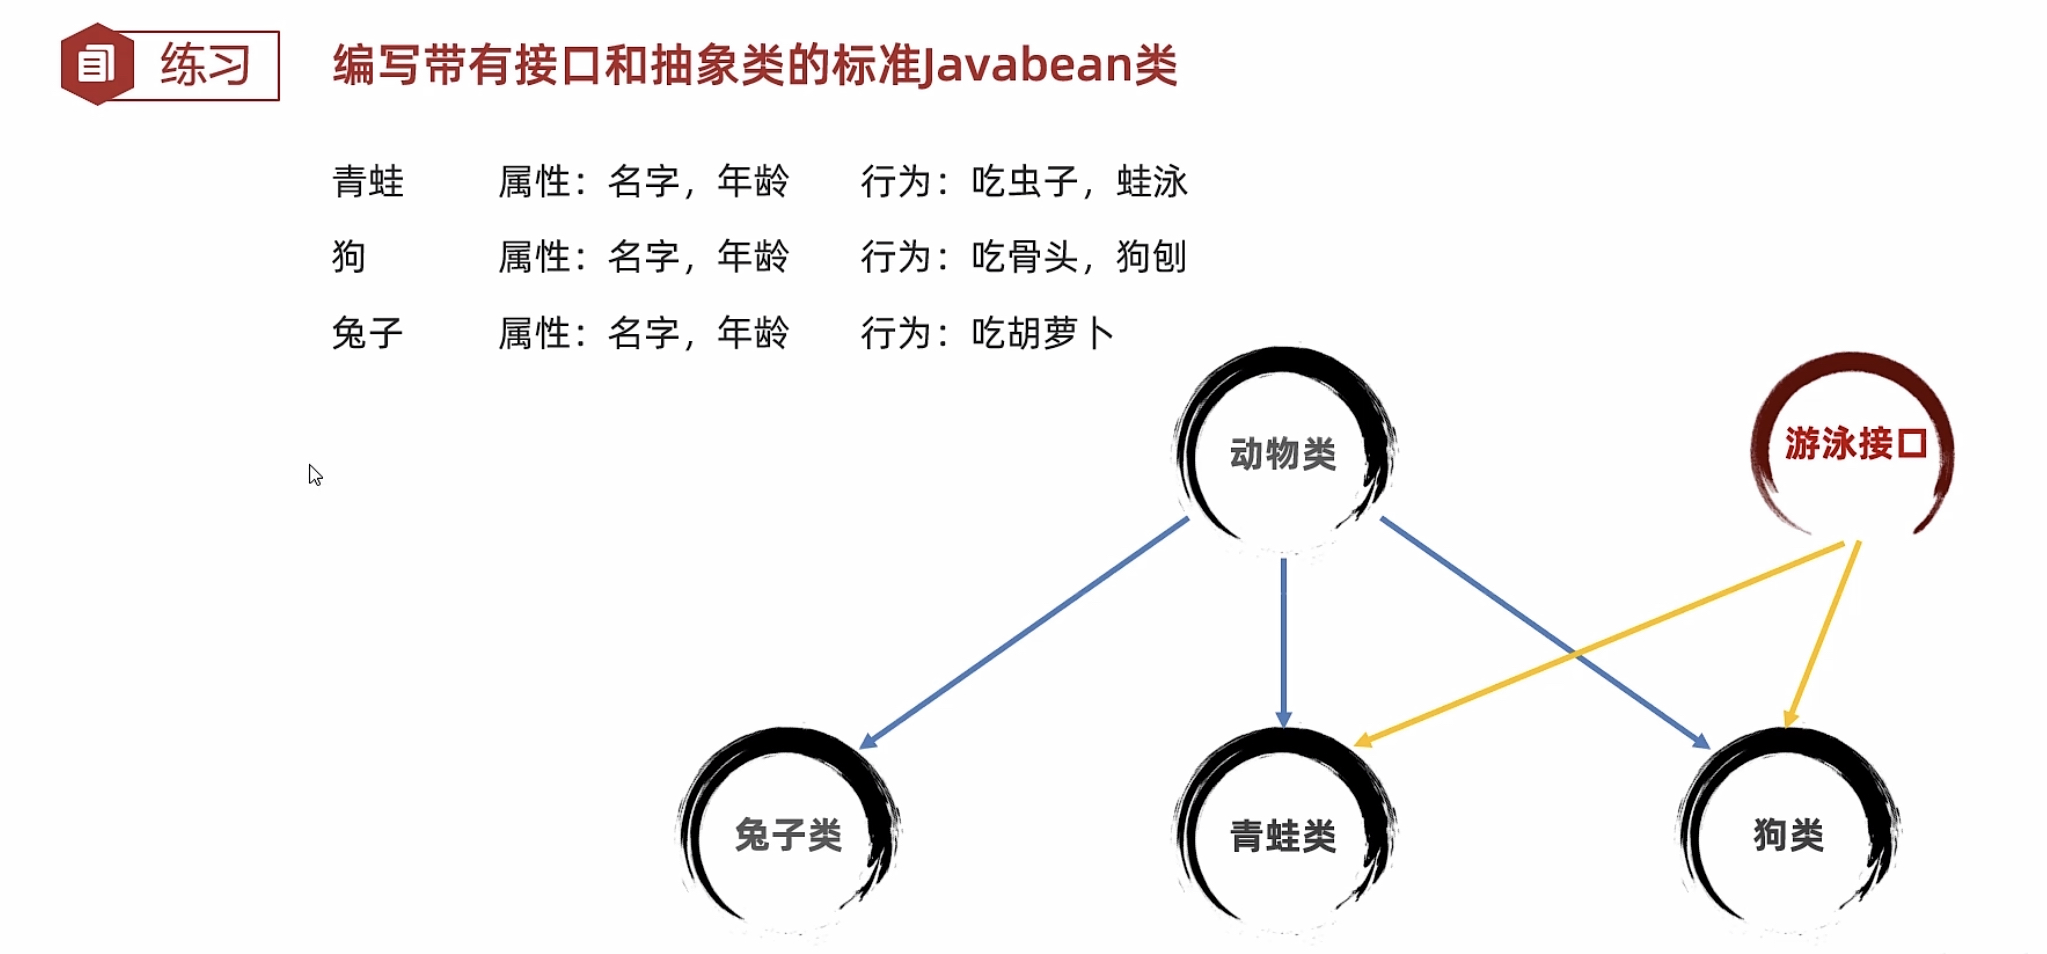 练习
编写带有接口和抽象类的标准Javabean类
青蛙 属性：名字，年龄 行为：吃虫子，蛙泳
狗 属性：名字，年龄 行为：吃骨头，狗刨
兔子 属性：名字，年龄 行为：吃胡萝卜
动物类
游泳接口
兔子类
青蛙类
狗类